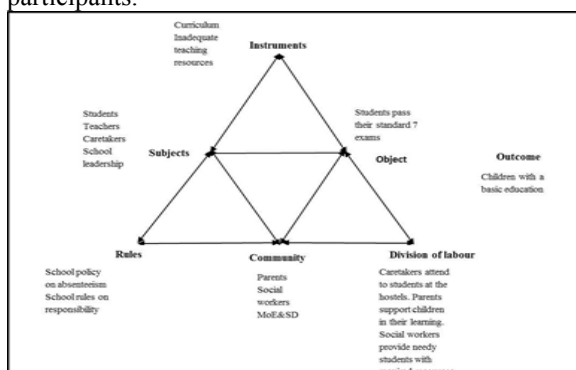 participants.
Curriculum
Inadequate
teaching
resources
Instruments
Students
Teachers
Caretakers
School
leadership
Subjects
Students pass
their standard 7
exams
Object
Outcome
Children with a
basic education
Rules
Community
Division of labour
School policy
on absenteeism
School rules on
responsibility
Parents
Social
workers
MoE&SD
Caretakers attend
to students at the
hostels. Parents
support children
in their learning.
Social workers
provide needy
students with